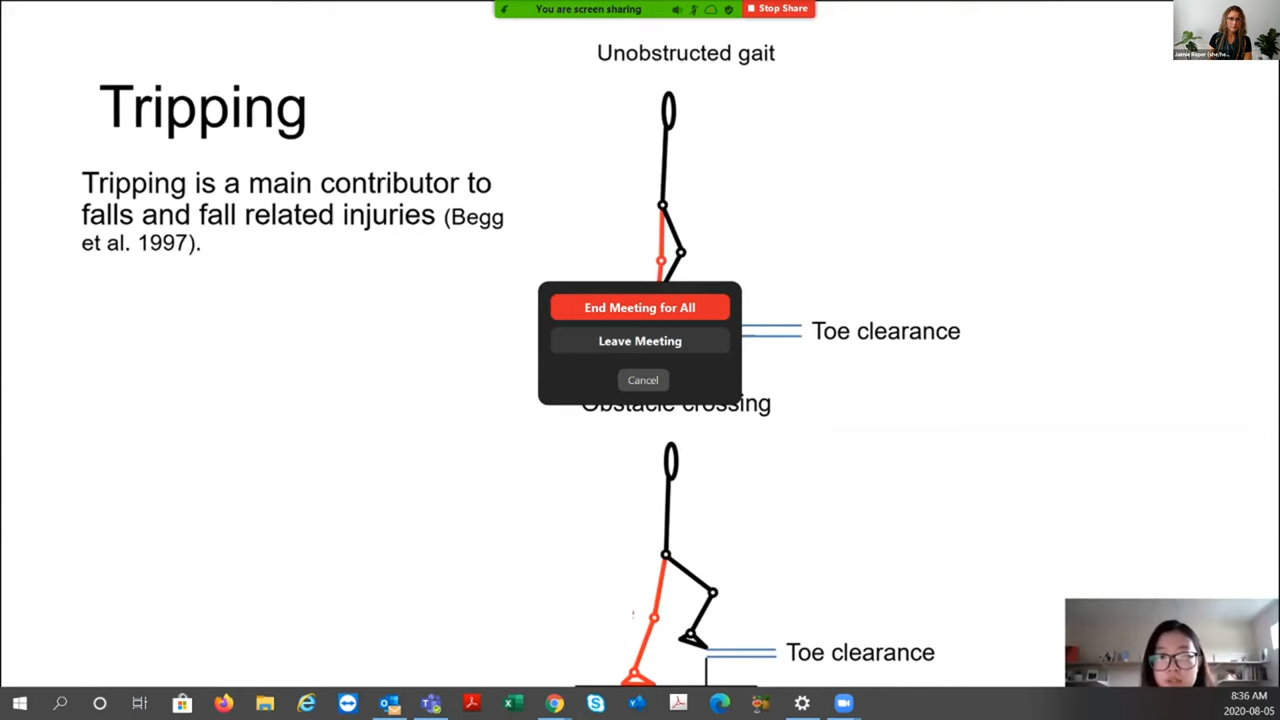 You are screen sharing
Stop Share
Unobstructed gait
Tripping
Tripping is a main contributor to
falls and fall related injuries (Begg
et al. 1997).
End Meeting for All
Leave Meeting
Cancel
Toe clearance
Obstacle crossing
Toe clearance
8:36 AM
2020-08-05